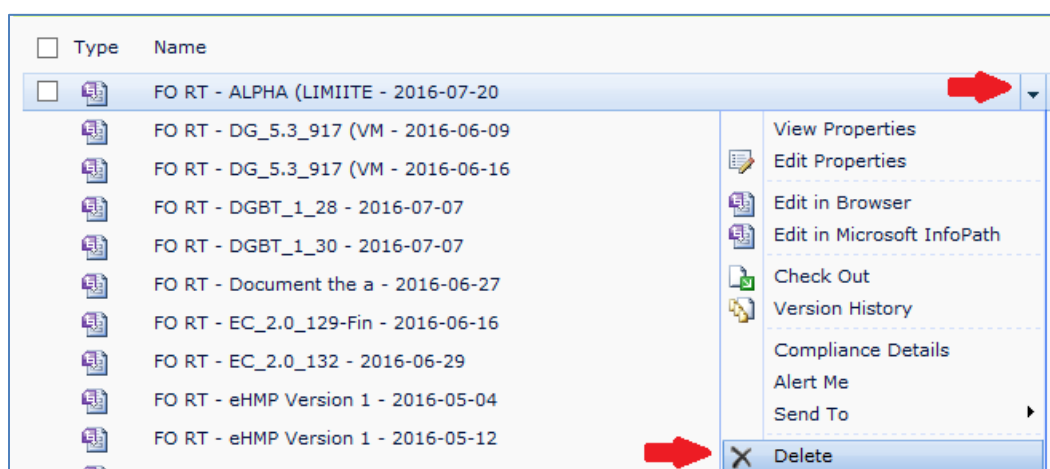 Type Name
FO RT - ALPHA (LIMIITE - 2016-07-20
FO RT - DG_5.3_917 (VM - 2016-06-09
FO RT - DG_5.3_917 (VM - 2016-06-16
FO RT - DGBT_1_28 - 2016-07-07
FO RT - DGBT_1_30 - 2016-07-07
FO RT - Document the a - 2016-06-27
FO RT - EC_2.0_129-Fin - 2016-06-16
FO RT - EC_2.0_132 - 2016-06-29
FO RT - eHMP Version 1 - 2016-05-04
FO RT - eHMP Version 1 - 2016-05-12
View Properties
Edit Properties
Edit in Browser
Edit in Microsoft InfoPath
Check Out
Version History
Compliance Details
Alert Me
Send To
Delete